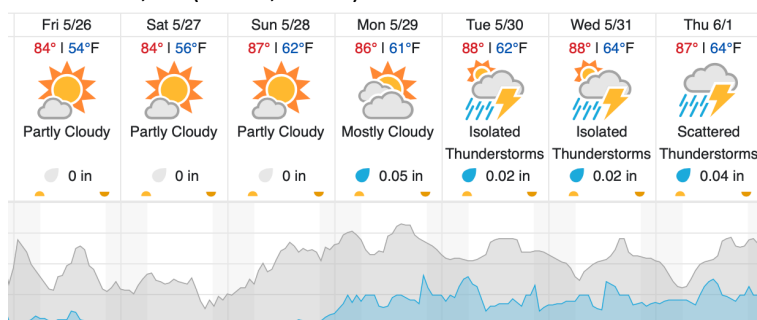 Fri 5/26 Sat 5/27 Sun 5/28 Mon 5/29 Tue 5/30 Wed 5/31 Thu 6/1
84° | 54°F 84° | 56°F 87° | 62°F 86° | 61°F 88° | 62°F 88° | 64°F 87° | 64°F
Partly Cloudy Partly Cloudy Partly Cloudy Mostly Cloudy Isolated Isolated Scattered
Thunderstorms Thunderstorms Thunderstorms
0 in 0 in 0 in 0.05 in 0.02 in 0.02 in 0.04 in